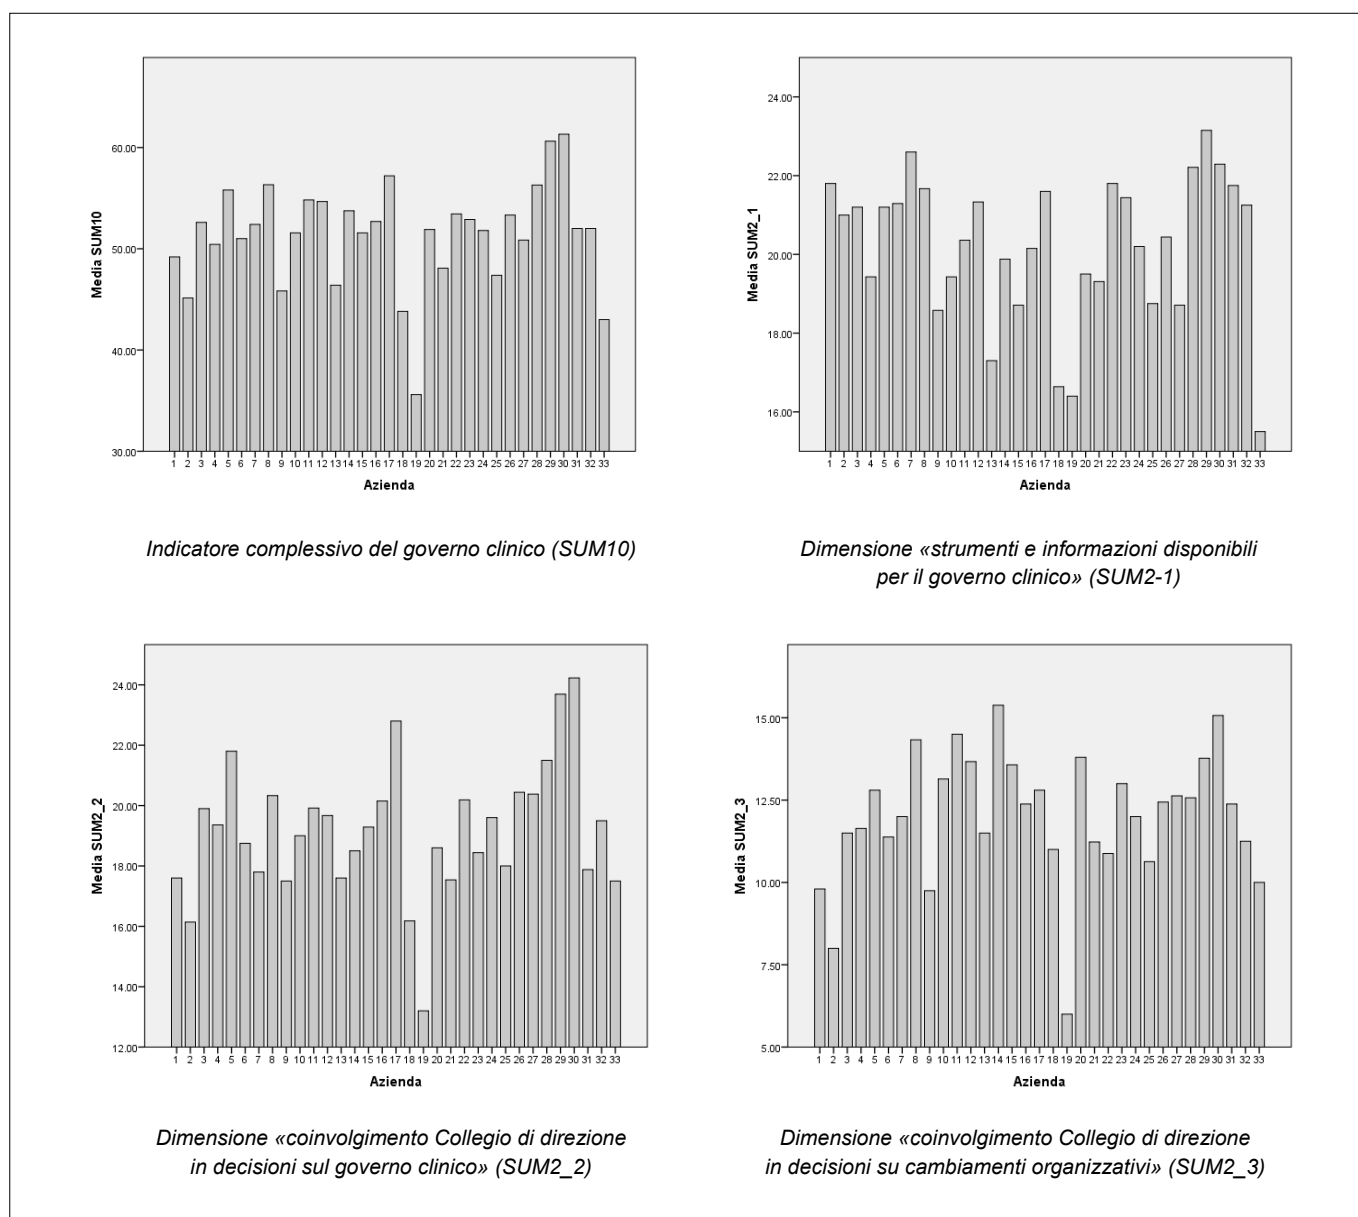 60.00
50.00
40.00
30.00
Media SUM10
1 2 3 4 5 6 7 8 9 10 11 12 13 14 15 16 17 18 19 20 21 22 23 24 25 26 27 28 29 30 31 32 33
Azienda
Indicatore complessivo del governo clinico (SUM10)
24.00
22.00
20.00
18.00
16.00
Media SUM2_1
1 2 3 4 5 6 7 8 9 10 11 12 13 14 15 16 17 18 19 20 21 22 23 24 25 26 27 28 29 30 31 32 33
Azienda
Dimensione «strumenti e informazioni disponibili
per il governo clinico» (SUM2-1)
24.00
22.00
20.00
18.00
16.00
14.00
12.00
Media SUM2_2
1 2 3 4 5 6 7 8 9 10 11 12 13 14 15 16 17 18 19 20 21 22 23 24 25 26 27 28 29 30 31 32 33
Azienda
Dimensione «coinvolgimento Collegio di direzione
in decisioni sul governo clinico» (SUM2_2)
15.00
12.50
10.00
7.50
5.00
Media SUM2_3
1 2 3 4 5 6 7 8 9 10 11 12 13 14 15 16 17 18 19 20 21 22 23 24 25 26 27 28 29 30 31 32 33
Azienda
Dimensione «coinvolgimento Collegio di direzione
in decisioni su cambiamenti organizzativi» (SUM2_3)